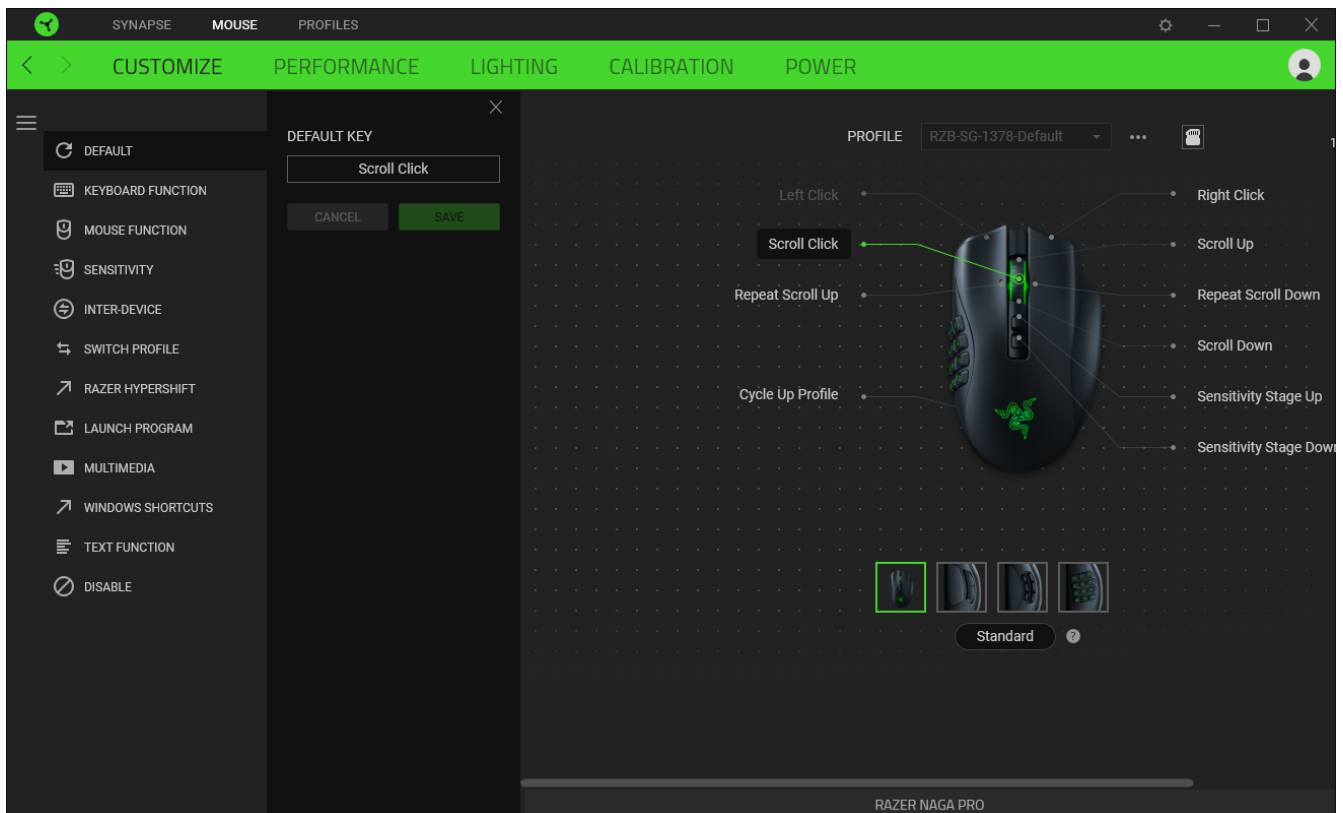 SYNAPSE MOUSE PROFILES
CUSTOMIZE PERFORMANCE LIGHTING CALIBRATION POWER
DEFAULT
KEYBOARD FUNCTION
MOUSE FUNCTION
SENSITIVITY
INTER-DEVICE
SWITCH PROFILE
RAZER HYPERSHIFT
LAUNCH PROGRAM
MULTIMEDIA
WINDOWS SHORTCUTS
TEXT FUNCTION
DISABLE
DEFAULT KEY
Scroll Click
CANCEL SAVE
PROFILE RZB-SG-1378-Default
1
Left Click
Scroll Click
Repeat Scroll Up
Cycle Up Profile
Right Click
Scroll Up
Repeat Scroll Down
Scroll Down
Sensitivity Stage Up
Sensitivity Stage Down
Standard ?
RAZER NAGA PRO